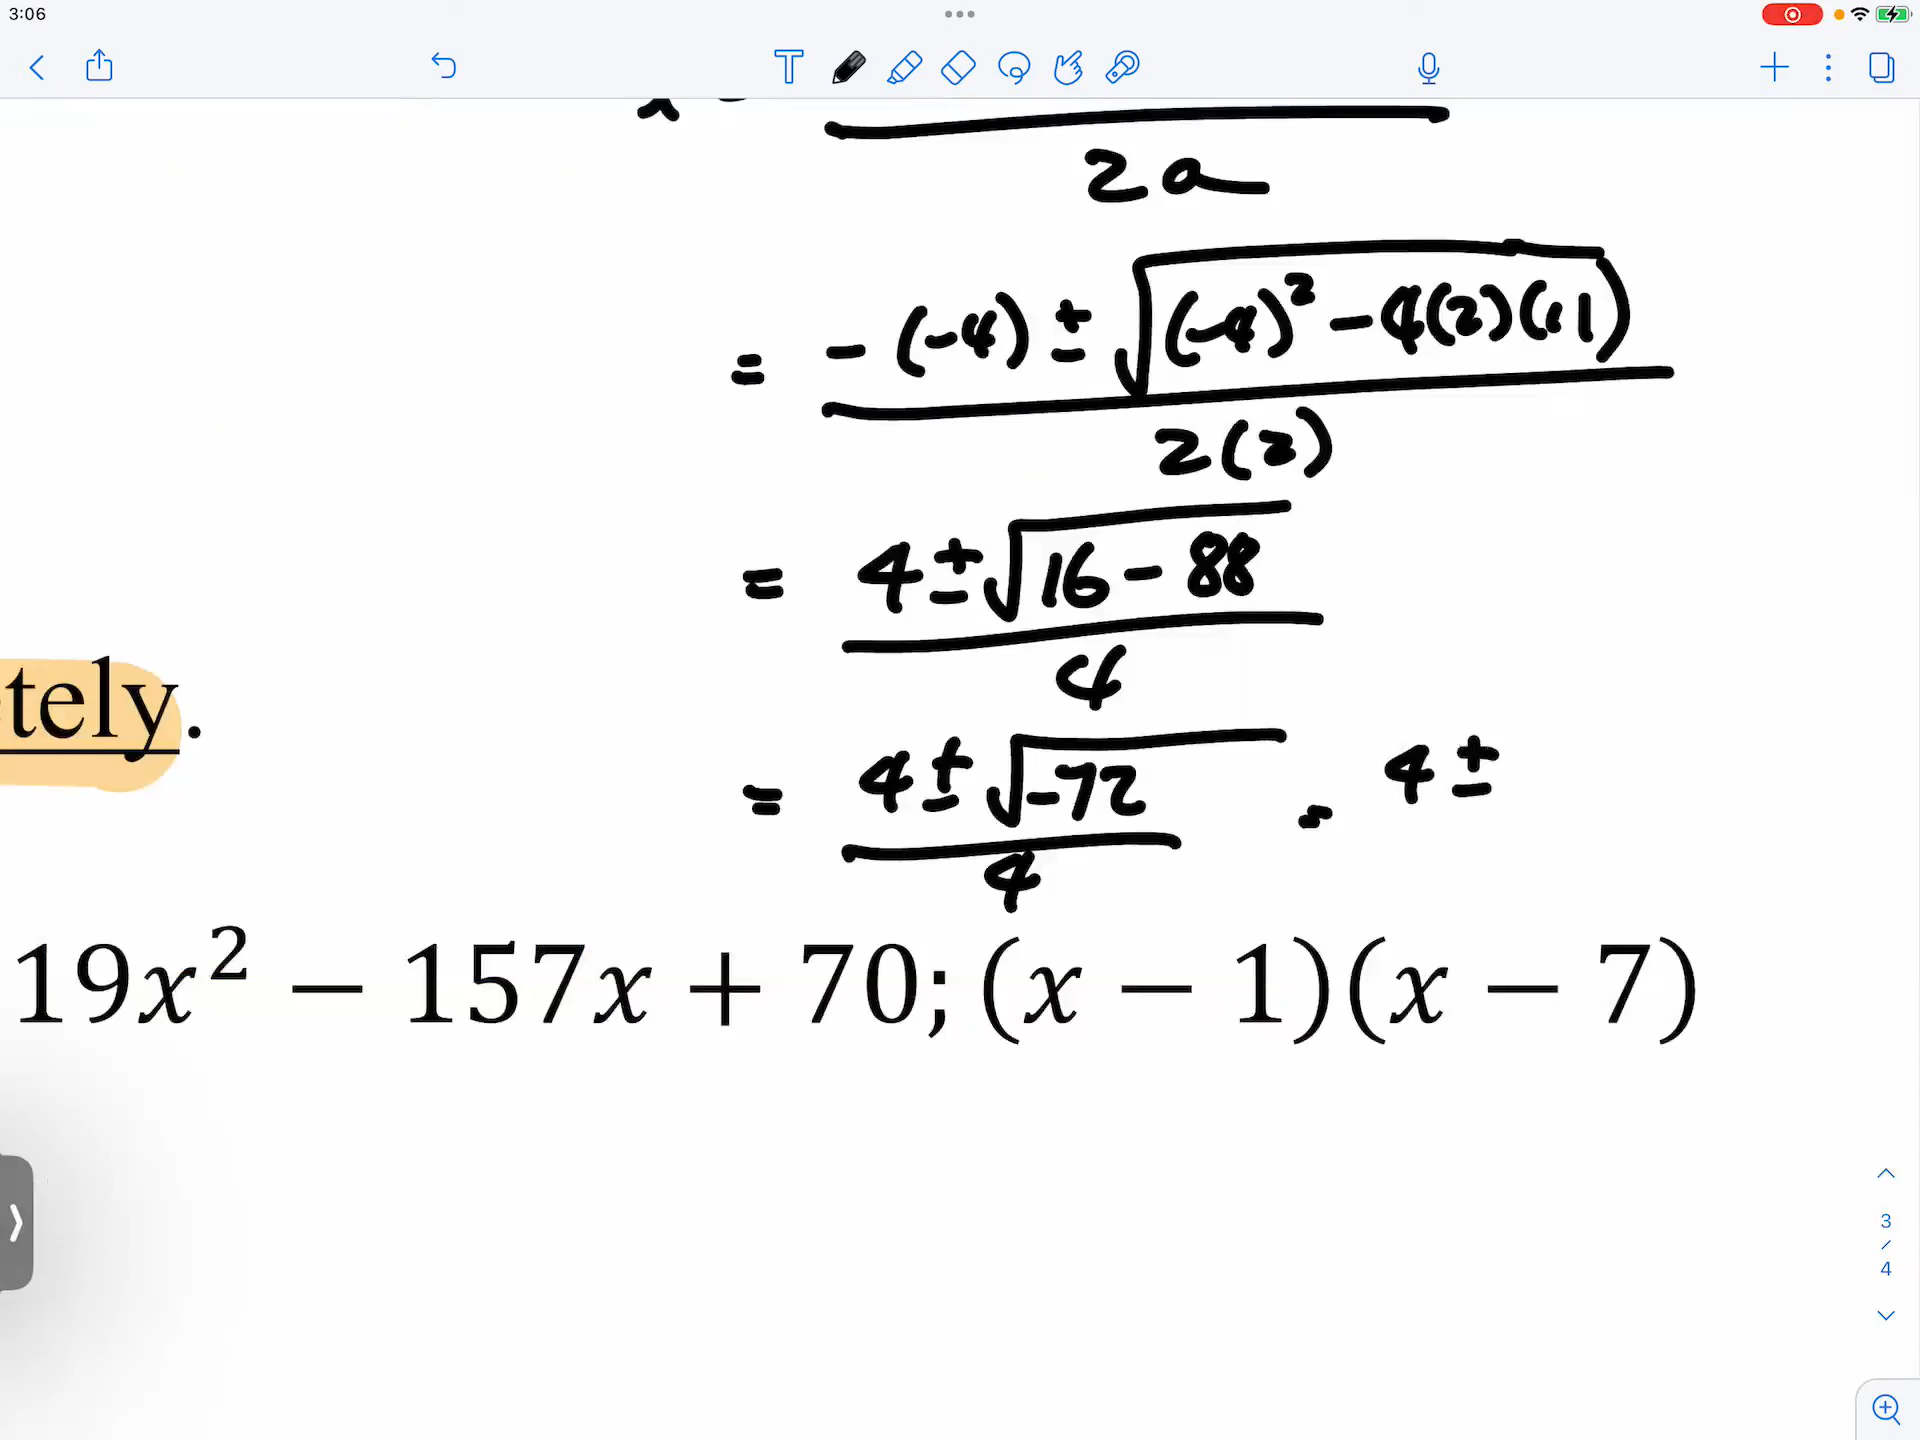 3:06
2a
= -(-4) ± √((-4)² - 4(2)(11)
2(2)
= 4 ± √16 - 88
4
tely.
= 4 ± √-72 = 4 ±
4
19x² − 157x + 70; (x − 1)(x − 7)
3
/
4